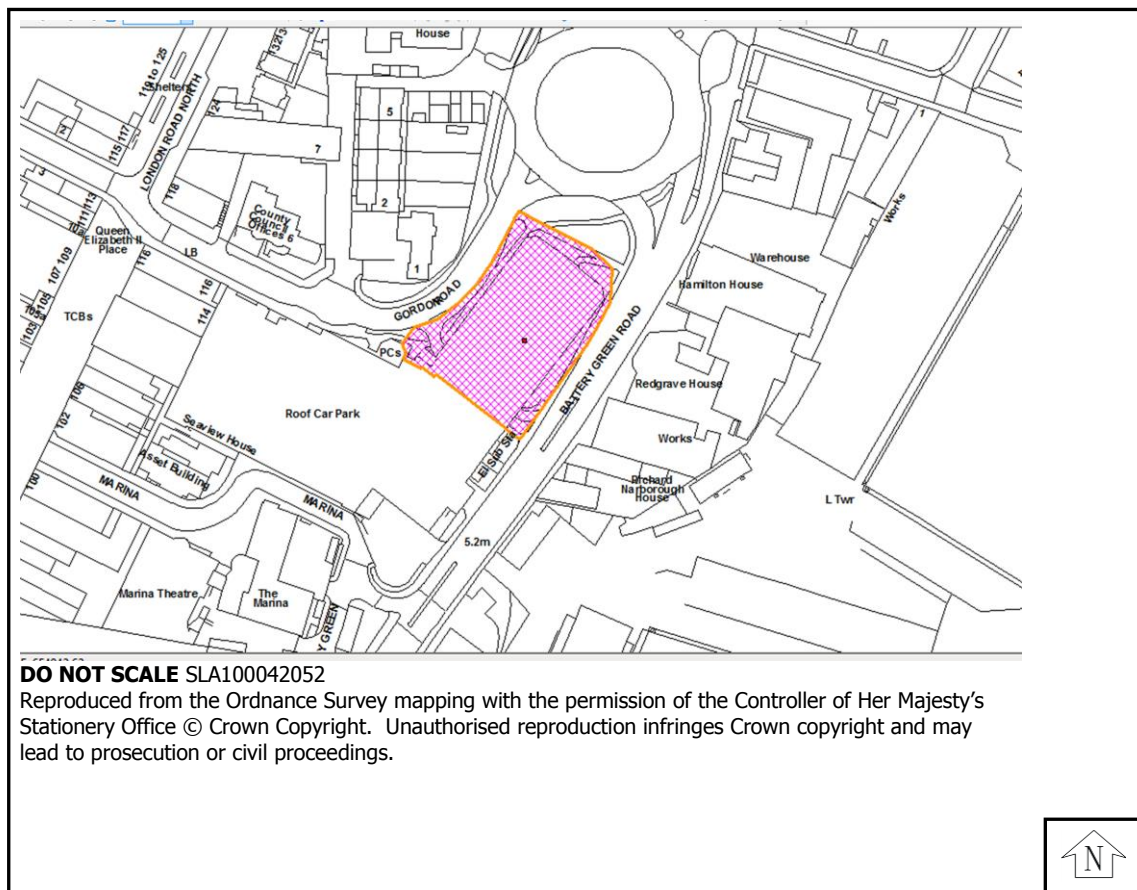 House
132
119 to 125
Shelter
LONDON ROAD NORTH
124
5
7
2
115 117
118
3
2
County
Council
Offices 6
1
111 113
Queen
Elizabeth II
Place
LB
116
109
107
105
103
TCBs
116
114
GORDON ROAD
PCs
BATTERY GREEN ROAD
Works
1
Warehouse
Hamilton House
Redgrave House
Works
Richard
Narborough
House
L Twr
Roof Car Park
El Sub Sta
106
102
100
Seaview House
Asset Building
MARINA
MARINA
5.2m
Marina Theatre
The
Marina
Y GREEN
DO NOT SCALE SLA100042052
Reproduced from the Ordnance Survey mapping with the permission of the Controller of Her Majesty’s
Stationery Office © Crown Copyright. Unauthorised reproduction infringes Crown copyright and may
lead to prosecution or civil proceedings.
N